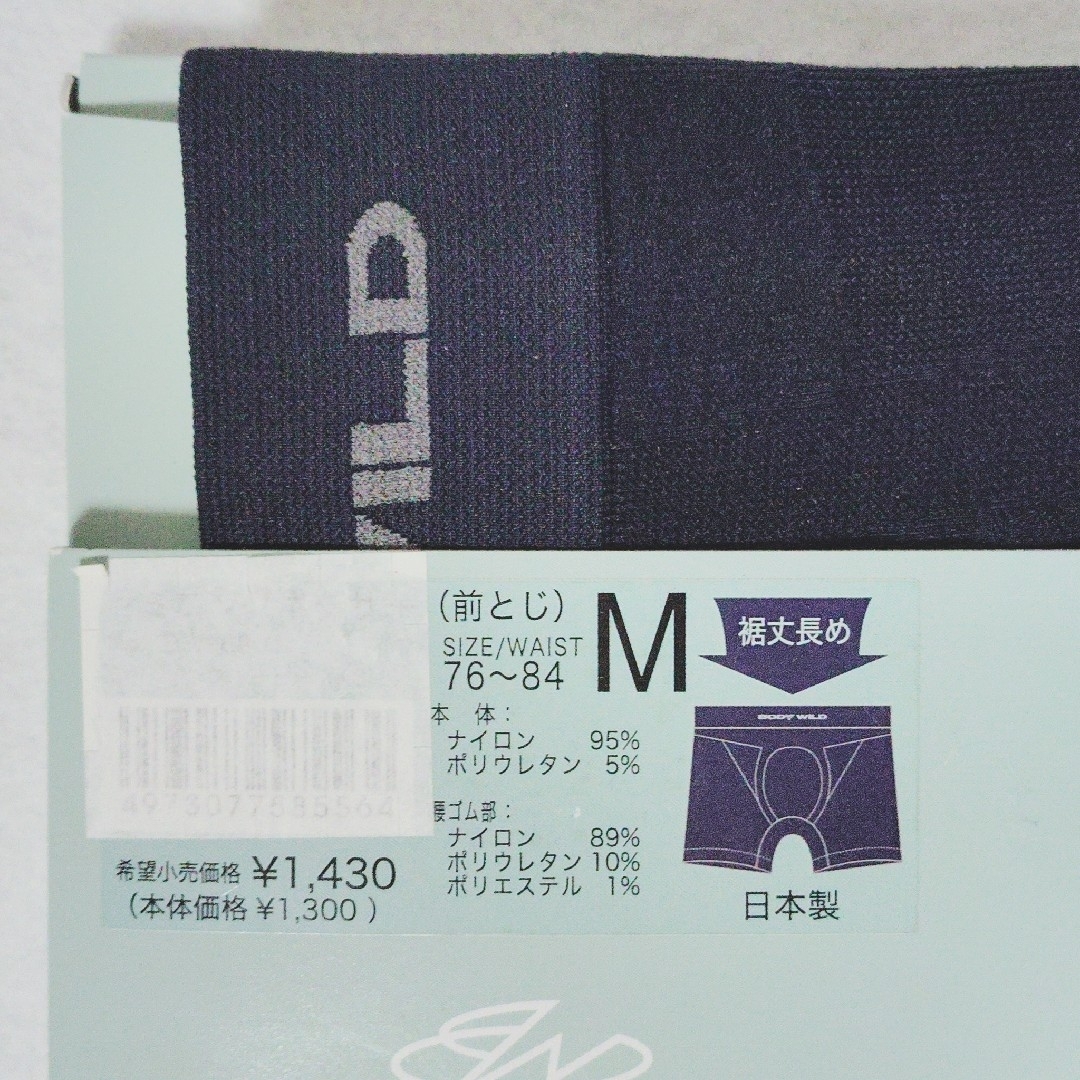 WILD
（前とじ）
SIZE/WAIST
76～84
M
裾丈長め
BODY WILD
本 体：
ナイロン 95%
ポリウレタン 5%
腰ゴム部：
ナイロン 89%
ポリウレタン 10%
ポリエステル 1%
希望小売価格 ¥1,430
（本体価格 ¥1,300 ）
日本製